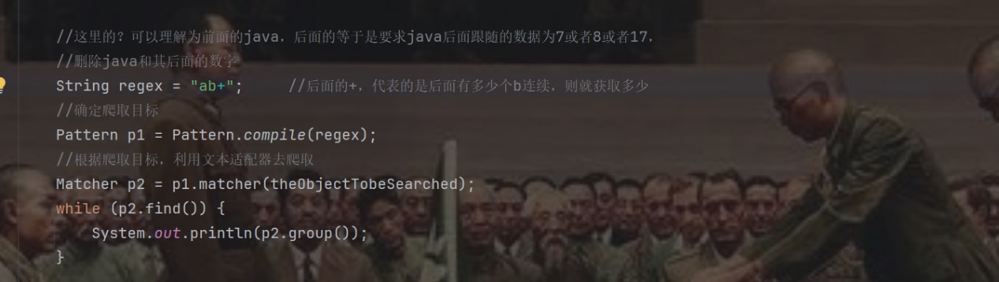 //这里的?可以理解为前面的java，后面的等于是要求java后面跟随的数据为7或者8或者17，
//删除java和其后面的数字
String regex = "ab+";     //后面的+，代表的是后面有多少个b连续，则就获取多少
//确定爬取目标
Pattern p1 = Pattern.compile(regex);
//根据爬取目标，利用文本适配器去爬取
Matcher p2 = p1.matcher(theObjectTobeSearched);
while (p2.find()) {
    System.out.println(p2.group());
}